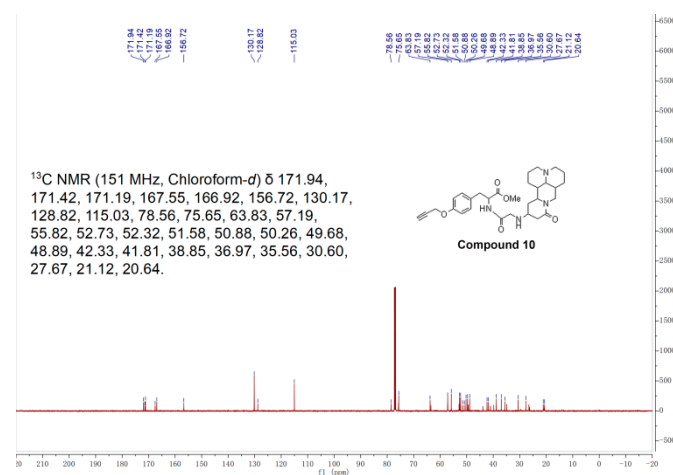 171.94
171.42
171.19
167.55
166.92
156.72
130.17
128.82
115.03
78.56
75.65
63.83
57.19
55.82
52.73
52.32
51.58
50.88
50.26
49.68
48.89
42.33
41.81
38.85
36.97
35.56
30.60
27.67
21.12
20.64
¹³C NMR (151 MHz, Chloroform-d) δ 171.94,
171.42, 171.19, 167.55, 166.92, 156.72, 130.17,
128.82, 115.03, 78.56, 75.65, 63.83, 57.19,
55.82, 52.73, 52.32, 51.58, 50.88, 50.26, 49.68,
48.89, 42.33, 41.81, 38.85, 36.97, 35.56, 30.60,
27.67, 21.12, 20.64.
O
OMe
NH
O
O
N
H
N
N
O
Compound 10
6500
6000
5500
5000
4500
4000
3500
3000
2500
2000
1500
1000
500
0
-500
20 210 200 190 180 170 160 150 140 130 120 110 100 90 80 70 60 50 40 30 20 10 0 -10 -20
f1 (ppm)